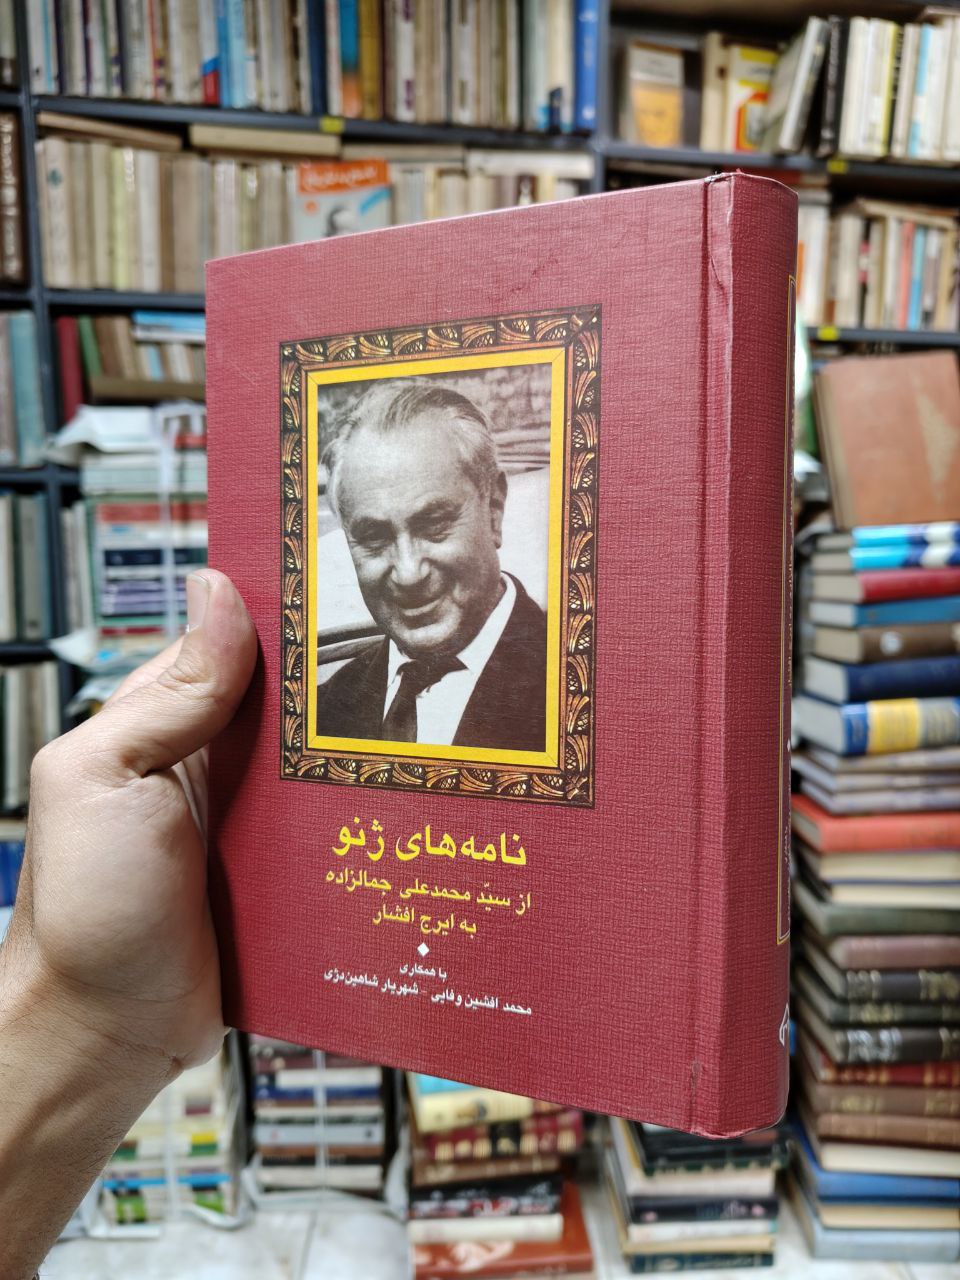 نامه‌های ژنو
از سیّد محمدعلی جمالزاده
به ایرج افشار
با همکاری
محمد افشین وفایی - شهریار شاهین‌دژی